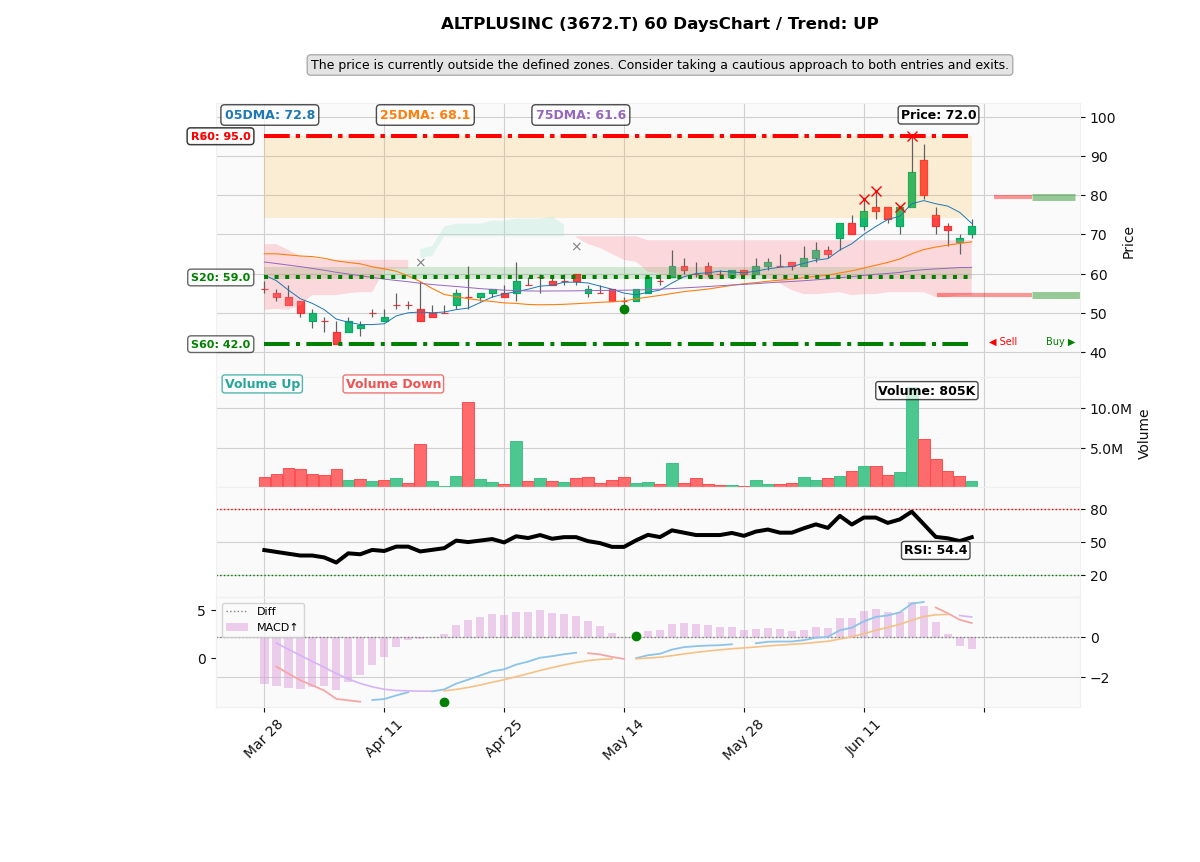 ALTPLUSINC (3672.T) 60 DaysChart / Trend: UP
The price is currently outside the defined zones. Consider taking a cautious approach to both entries and exits.
05DMA: 72.8
25DMA: 68.1
75DMA: 61.6
Price: 72.0
R60: 95.0
S20: 59.0
S60: 42.0
100
90
80
70
60
50
40
Price
◀ Sell
Buy ▶
Volume Up
Volume Down
Volume: 805K
10.0M
5.0M
Volume
80
50
20
RSI: 54.4
5
0
Diff
MACD↑
0
−2
Mar 28
Apr 11
Apr 25
May 14
May 28
Jun 11